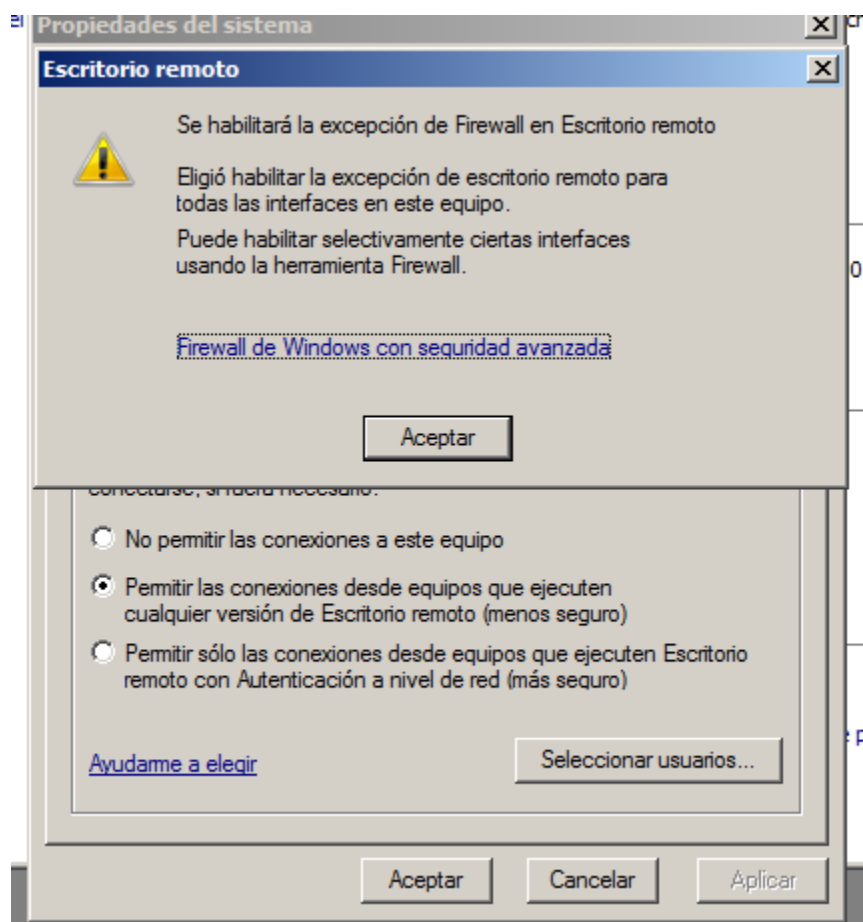 Propiedades del sistema
Escritorio remoto
Se habilitará la excepción de Firewall en Escritorio remoto
Eligió habilitar la excepción de escritorio remoto para
todas las interfaces en este equipo.
Puede habilitar selectivamente ciertas interfaces
usando la herramienta Firewall.
Firewall de Windows con seguridad avanzada
Aceptar
conectarse, si fuera necesario.
No permitir las conexiones a este equipo
Permitir las conexiones desde equipos que ejecuten
cualquier versión de Escritorio remoto (menos seguro)
Permitir sólo las conexiones desde equipos que ejecuten Escritorio
remoto con Autenticación a nivel de red (más seguro)
Ayudarme a elegir
Seleccionar usuarios...
Aceptar
Cancelar
Aplicar